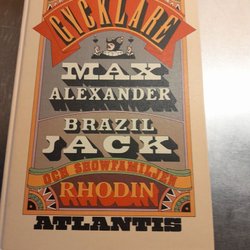 GYCKLARE
MAX
ALEXANDER
BRAZIL
JACK
OCH SHOWFAMILJEN
RHODIN
ATLANTIS